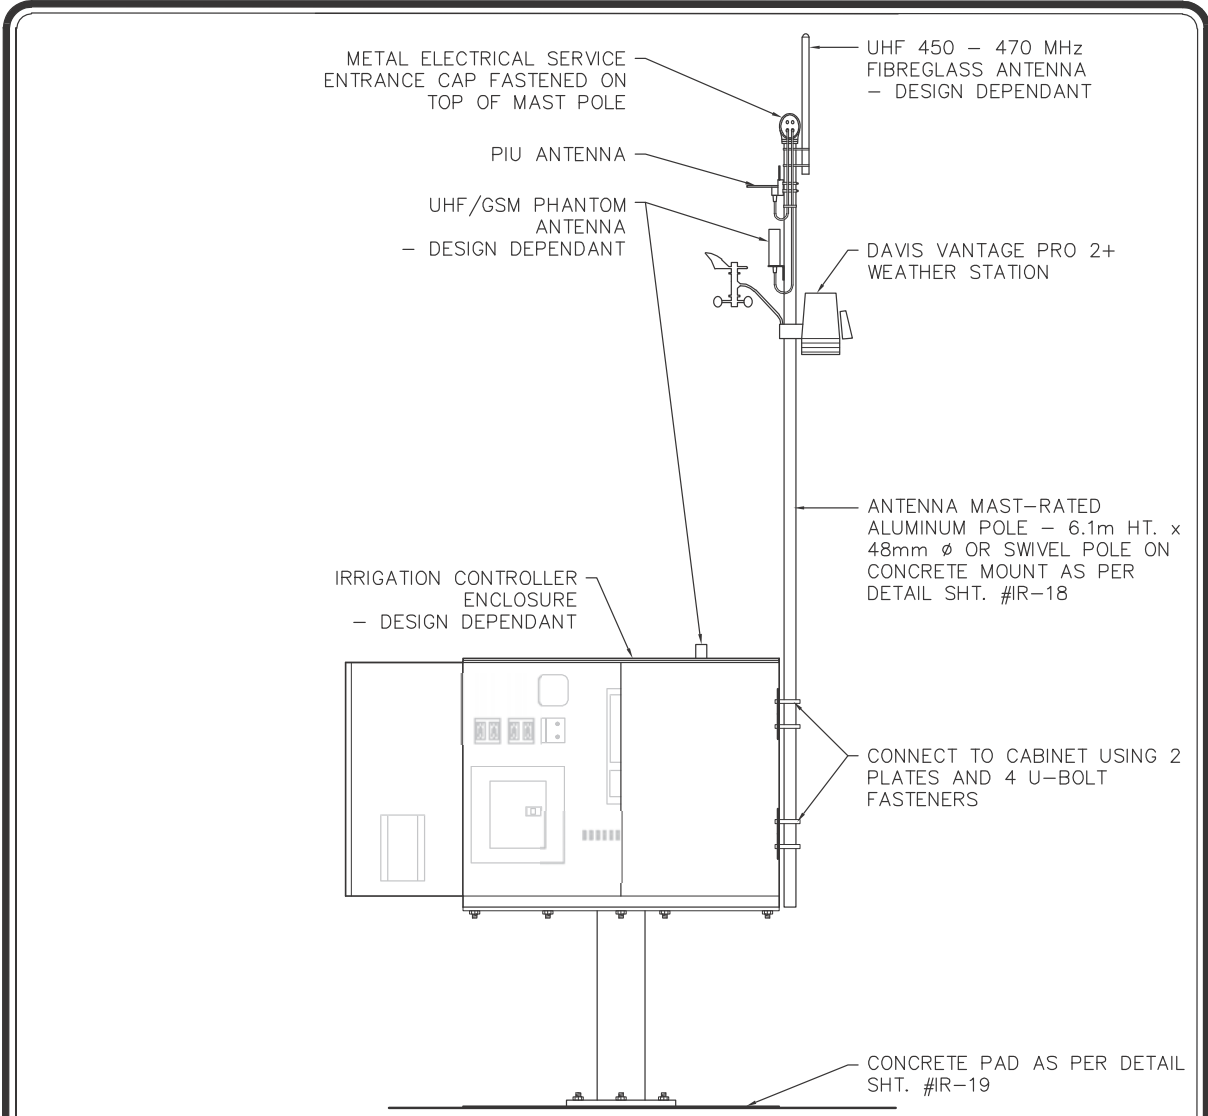 METAL ELECTRICAL SERVICE
ENTRANCE CAP FASTENED ON
TOP OF MAST POLE
UHF 450 – 470 MHz
FIBREGLASS ANTENNA
– DESIGN DEPENDANT
PIU ANTENNA
UHF/GSM PHANTOM
ANTENNA
– DESIGN DEPENDANT
DAVIS VANTAGE PRO 2+
WEATHER STATION
ANTENNA MAST–RATED
ALUMINUM POLE – 6.1m HT. x
48mm ø OR SWIVEL POLE ON
CONCRETE MOUNT AS PER
DETAIL SHT. #IR–18
IRRIGATION CONTROLLER
ENCLOSURE
– DESIGN DEPENDANT
CONNECT TO CABINET USING 2
PLATES AND 4 U–BOLT
FASTENERS
CONCRETE PAD AS PER DETAIL
SHT. #IR–19